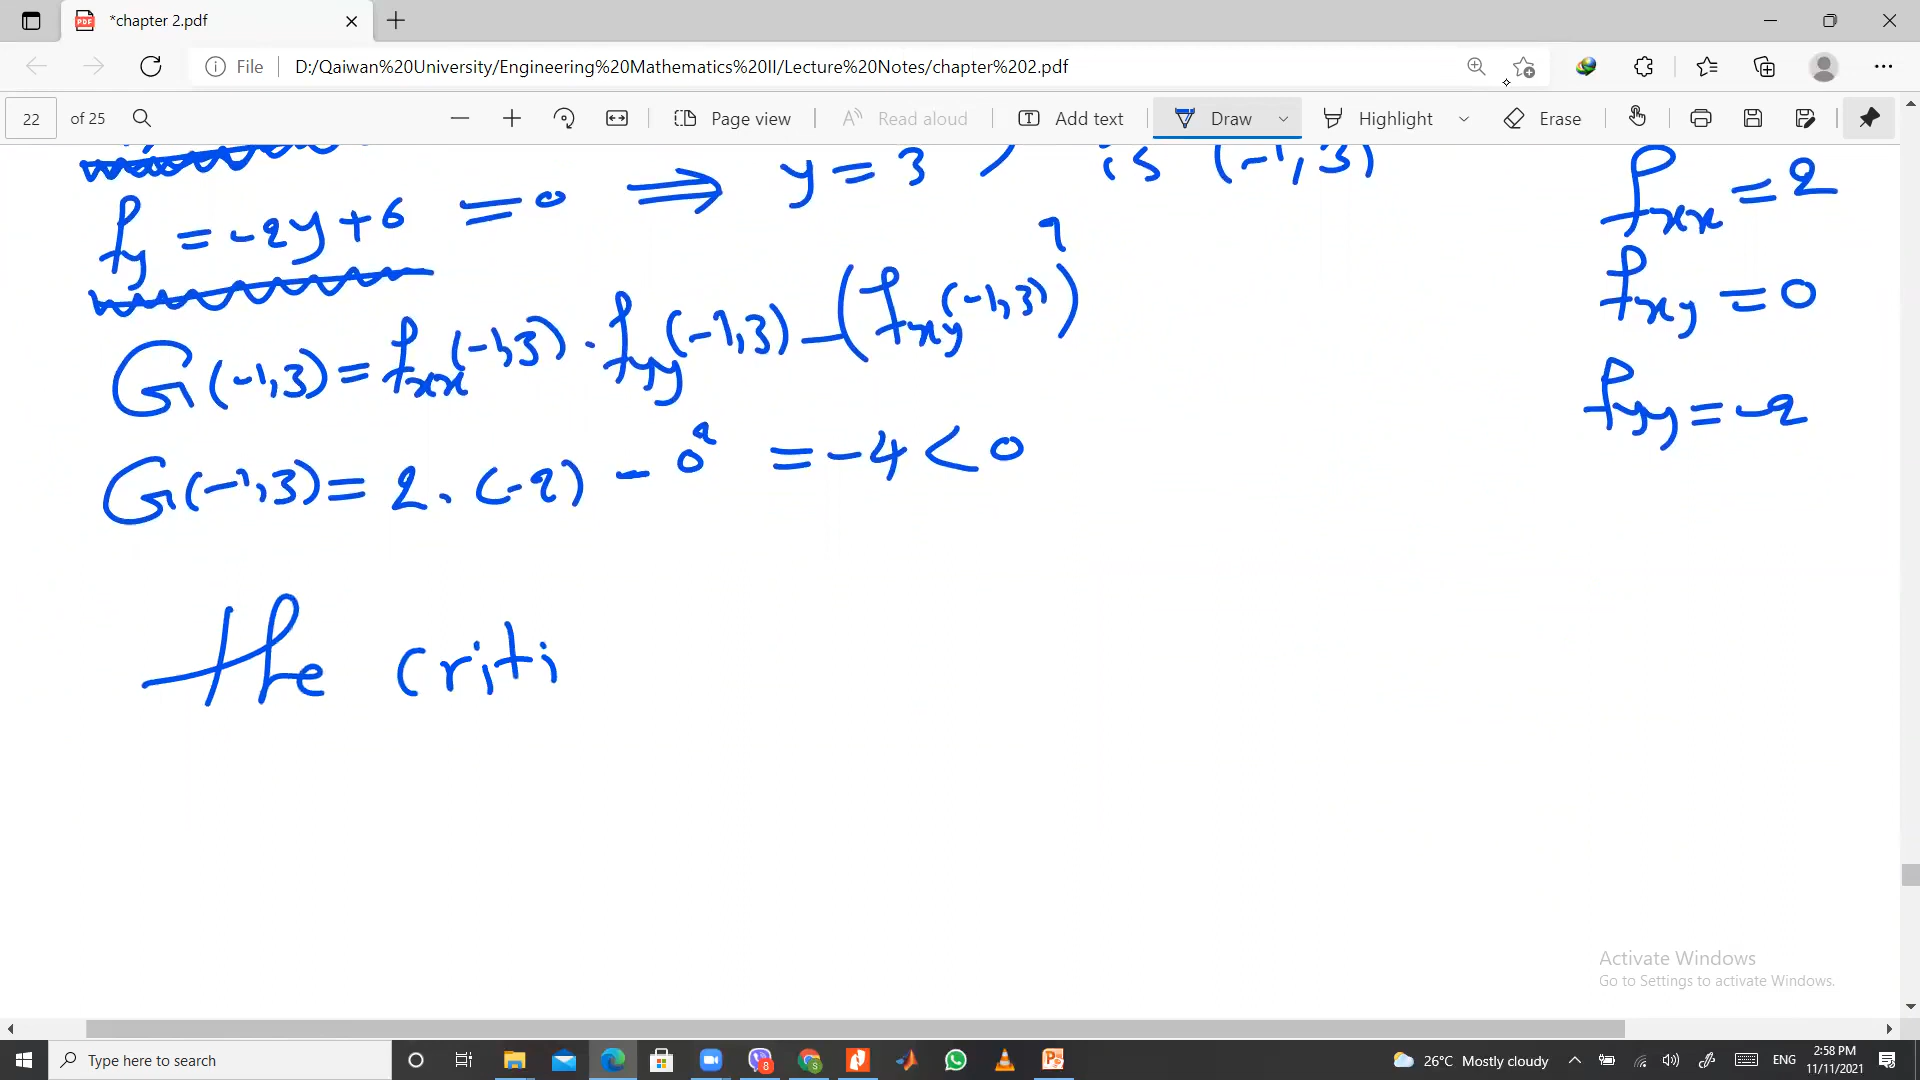 *chapter 2.pdf
File D:/Qaiwan%20University/Engineering%20Mathematics%20II/Lecture%20Notes/chapter%202.pdf
22 of 25 Page view Read aloud Add text Draw Highlight Erase
⟹ y = 3 is (-1, 3)
fy = -2y+6 = 0
fxx = 2
fxy = 0
fyy = -2
G(-1,3) = fxx(-1,3) · fyy(-1,3) - (fxy(-1,3))²
G(-1,3) = 2 . (-2) - 0² = -4 < 0
the criti
Activate Windows
Go to Settings to activate Windows.
Type here to search
8
26°C Mostly cloudy ENG 2:58 PM
11/11/2021